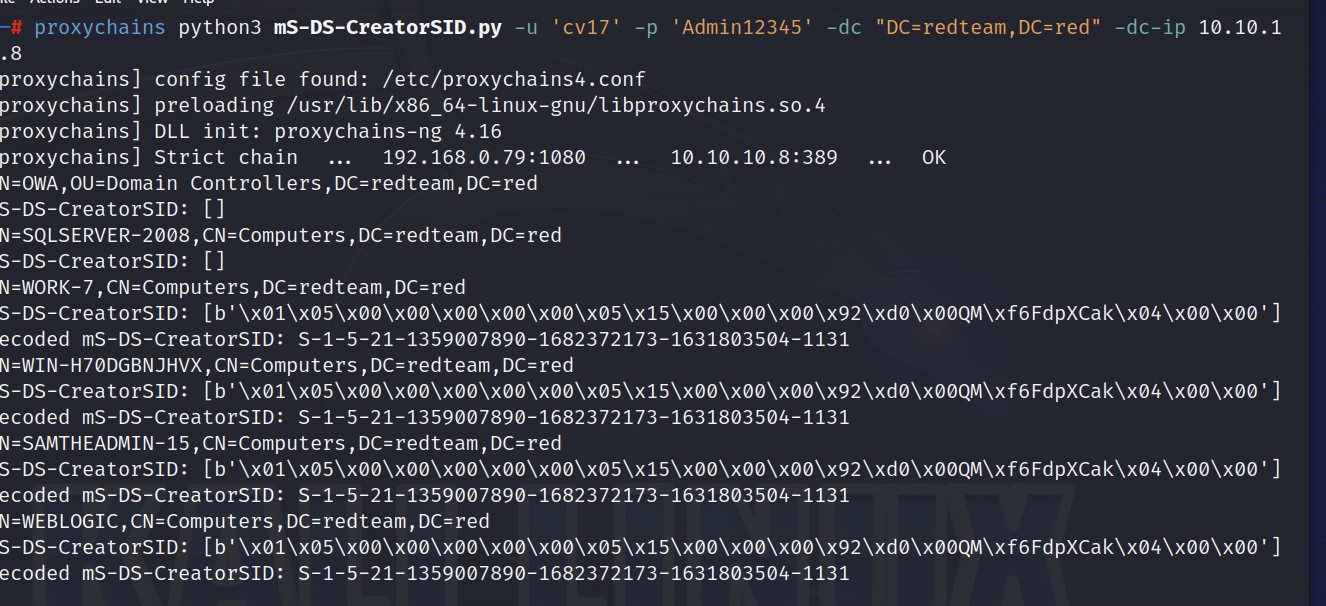 ─# proxychains python3 mS-DS-CreatorSID.py -u 'cv17' -p 'Admin12345' -dc "DC=redteam,DC=red" -dc-ip 10.10.1
.8
proxychains] config file found: /etc/proxychains4.conf
proxychains] preloading /usr/lib/x86_64-linux-gnu/libproxychains.so.4
proxychains] DLL init: proxychains-ng 4.16
proxychains] Strict chain  ...  192.168.0.79:1080  ...  10.10.10.8:389  ...  OK
N=OWA,OU=Domain Controllers,DC=redteam,DC=red
S-DS-CreatorSID: []
N=SQLSERVER-2008,CN=Computers,DC=redteam,DC=red
S-DS-CreatorSID: []
N=WORK-7,CN=Computers,DC=redteam,DC=red
S-DS-CreatorSID: [b'\x01\x05\x00\x00\x00\x00\x00\x05\x15\x00\x00\x00\x92\xd0\x00QM\xf6FdpXCak\x04\x00\x00']
ecoded mS-DS-CreatorSID: S-1-5-21-1359007890-1682372173-1631803504-1131
N=WIN-H70DGBNJHVX,CN=Computers,DC=redteam,DC=red
S-DS-CreatorSID: [b'\x01\x05\x00\x00\x00\x00\x00\x05\x15\x00\x00\x00\x92\xd0\x00QM\xf6FdpXCak\x04\x00\x00']
ecoded mS-DS-CreatorSID: S-1-5-21-1359007890-1682372173-1631803504-1131
N=SAMTHEADMIN-15,CN=Computers,DC=redteam,DC=red
S-DS-CreatorSID: [b'\x01\x05\x00\x00\x00\x00\x00\x05\x15\x00\x00\x00\x92\xd0\x00QM\xf6FdpXCak\x04\x00\x00']
ecoded mS-DS-CreatorSID: S-1-5-21-1359007890-1682372173-1631803504-1131
N=WEBLOGIC,CN=Computers,DC=redteam,DC=red
S-DS-CreatorSID: [b'\x01\x05\x00\x00\x00\x00\x00\x05\x15\x00\x00\x00\x92\xd0\x00QM\xf6FdpXCak\x04\x00\x00']
ecoded mS-DS-CreatorSID: S-1-5-21-1359007890-1682372173-1631803504-1131